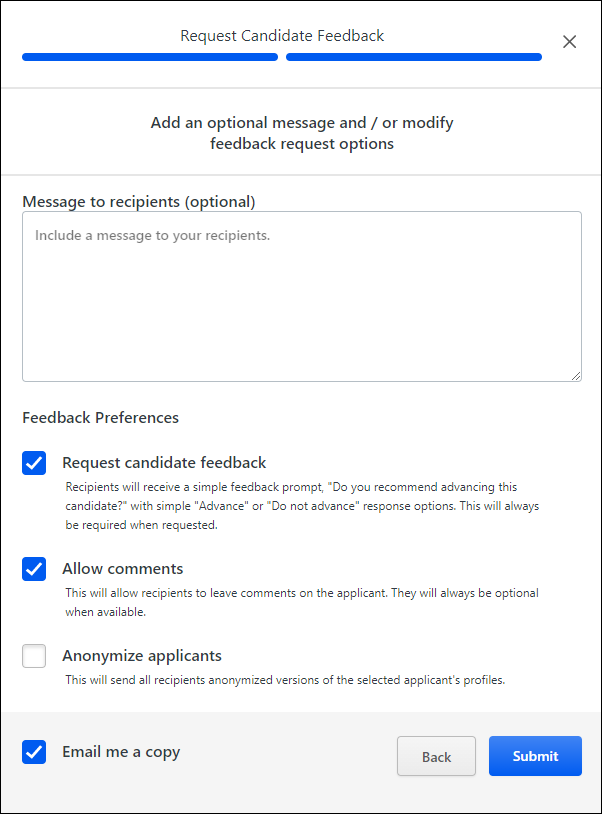 Request Candidate Feedback
Add an optional message and / or modify
feedback request options
Message to recipients (optional)
Include a message to your recipients.
Feedback Preferences
Request candidate feedback
Recipients will receive a simple feedback prompt, "Do you recommend advancing this
candidate?" with simple "Advance" or "Do not advance" response options. This will always
be required when requested.
Allow comments
This will allow recipients to leave comments on the applicant. They will always be optional
when available.
Anonymize applicants
This will send all recipients anonymized versions of the selected applicant's profiles.
Email me a copy
Back
Submit